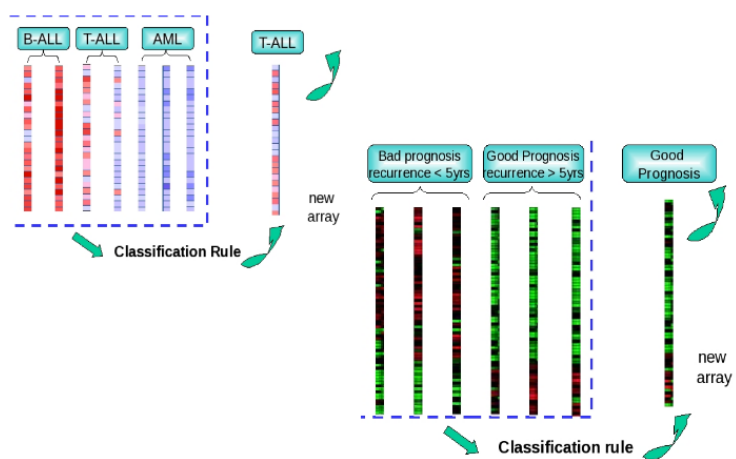 B-ALL
T-ALL
AML
T-ALL
new
array
Classification Rule
Bad prognosis
recurrence < 5yrs
Good Prognosis
recurrence > 5yrs
Good
Prognosis
new
array
Classification rule